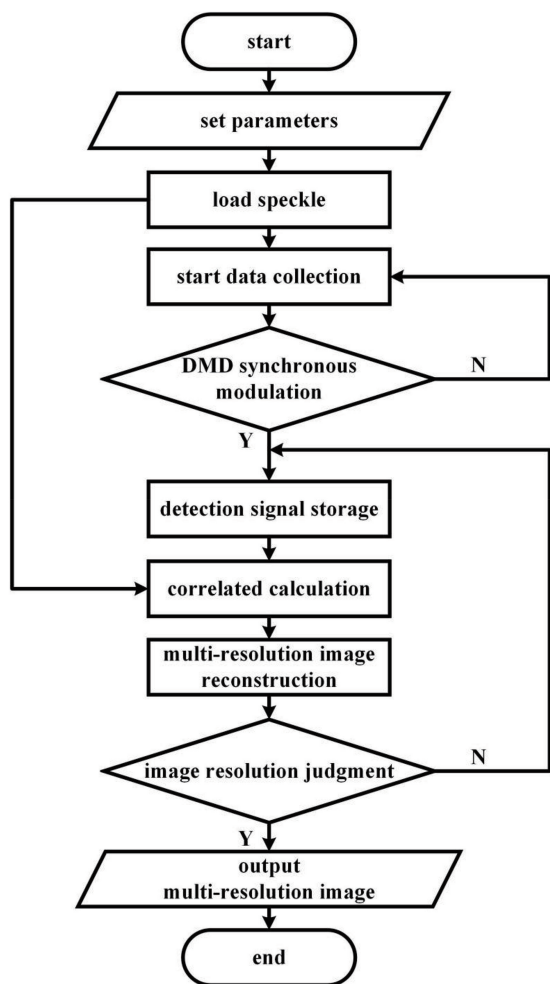 start
set parameters
load speckle
start data collection
DMD synchronous
modulation
N
Y
detection signal storage
correlated calculation
multi-resolution image
reconstruction
image resolution judgment
N
Y
output
multi-resolution image
end